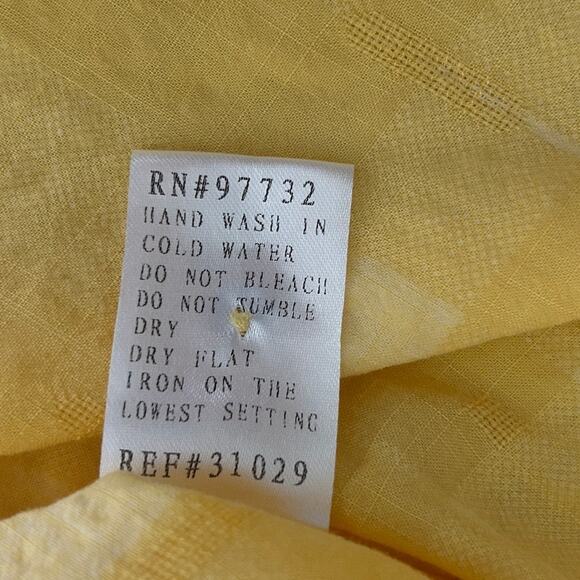 RN#97732
HAND WASH IN
COLD WATER
DO NOT BLEACH
DO NOT TUMBLE
DRY
DRY FLAT
IRON ON THE
LOWEST SETTING
REF#31029